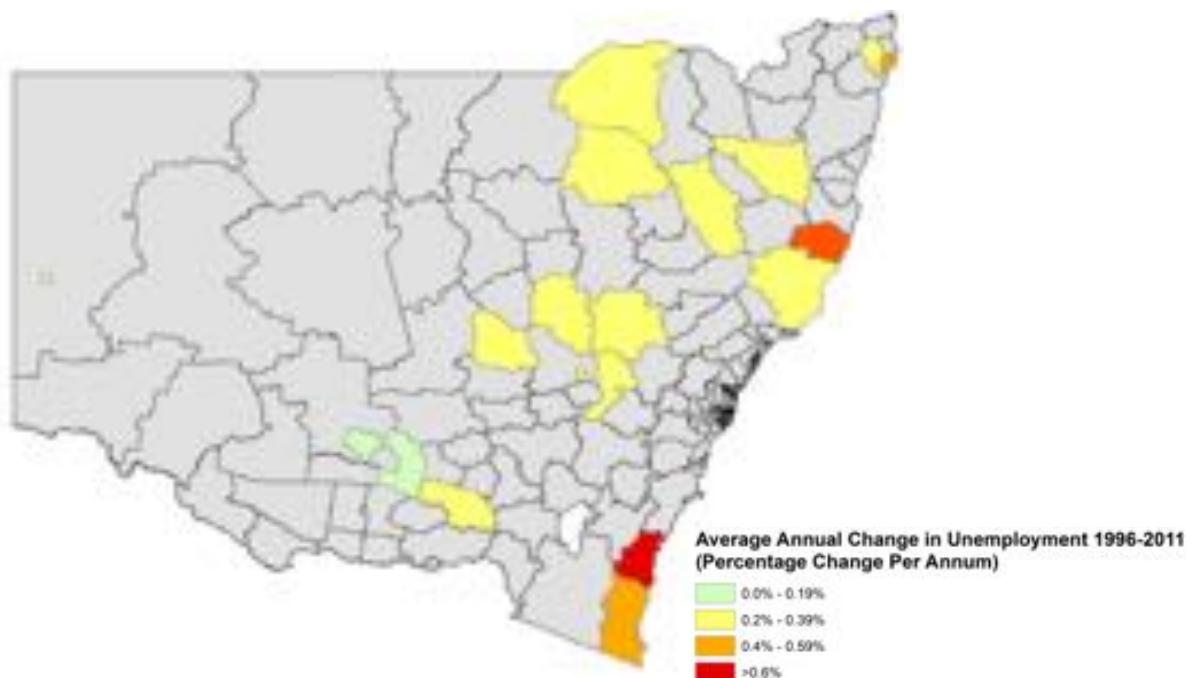 Average Annual Change in Unemployment 1996-2011
(Percentage Change Per Annum)
0.0% - 0.19%
0.2% - 0.39%
0.4% - 0.59%
>0.6%